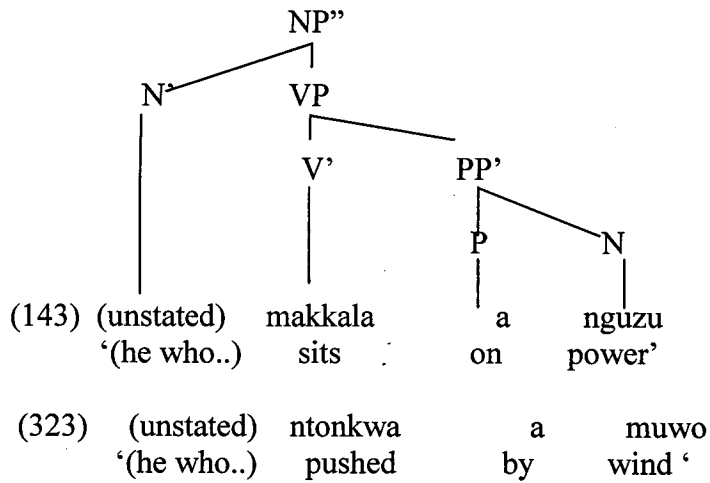 NP”
N’ VP
V’ PP’
P N
(143) (unstated) makkala a nguzu
‘(he who..) sits on power’
(323) (unstated) ntonkwa a muwo
‘(he who..) pushed by wind ‘